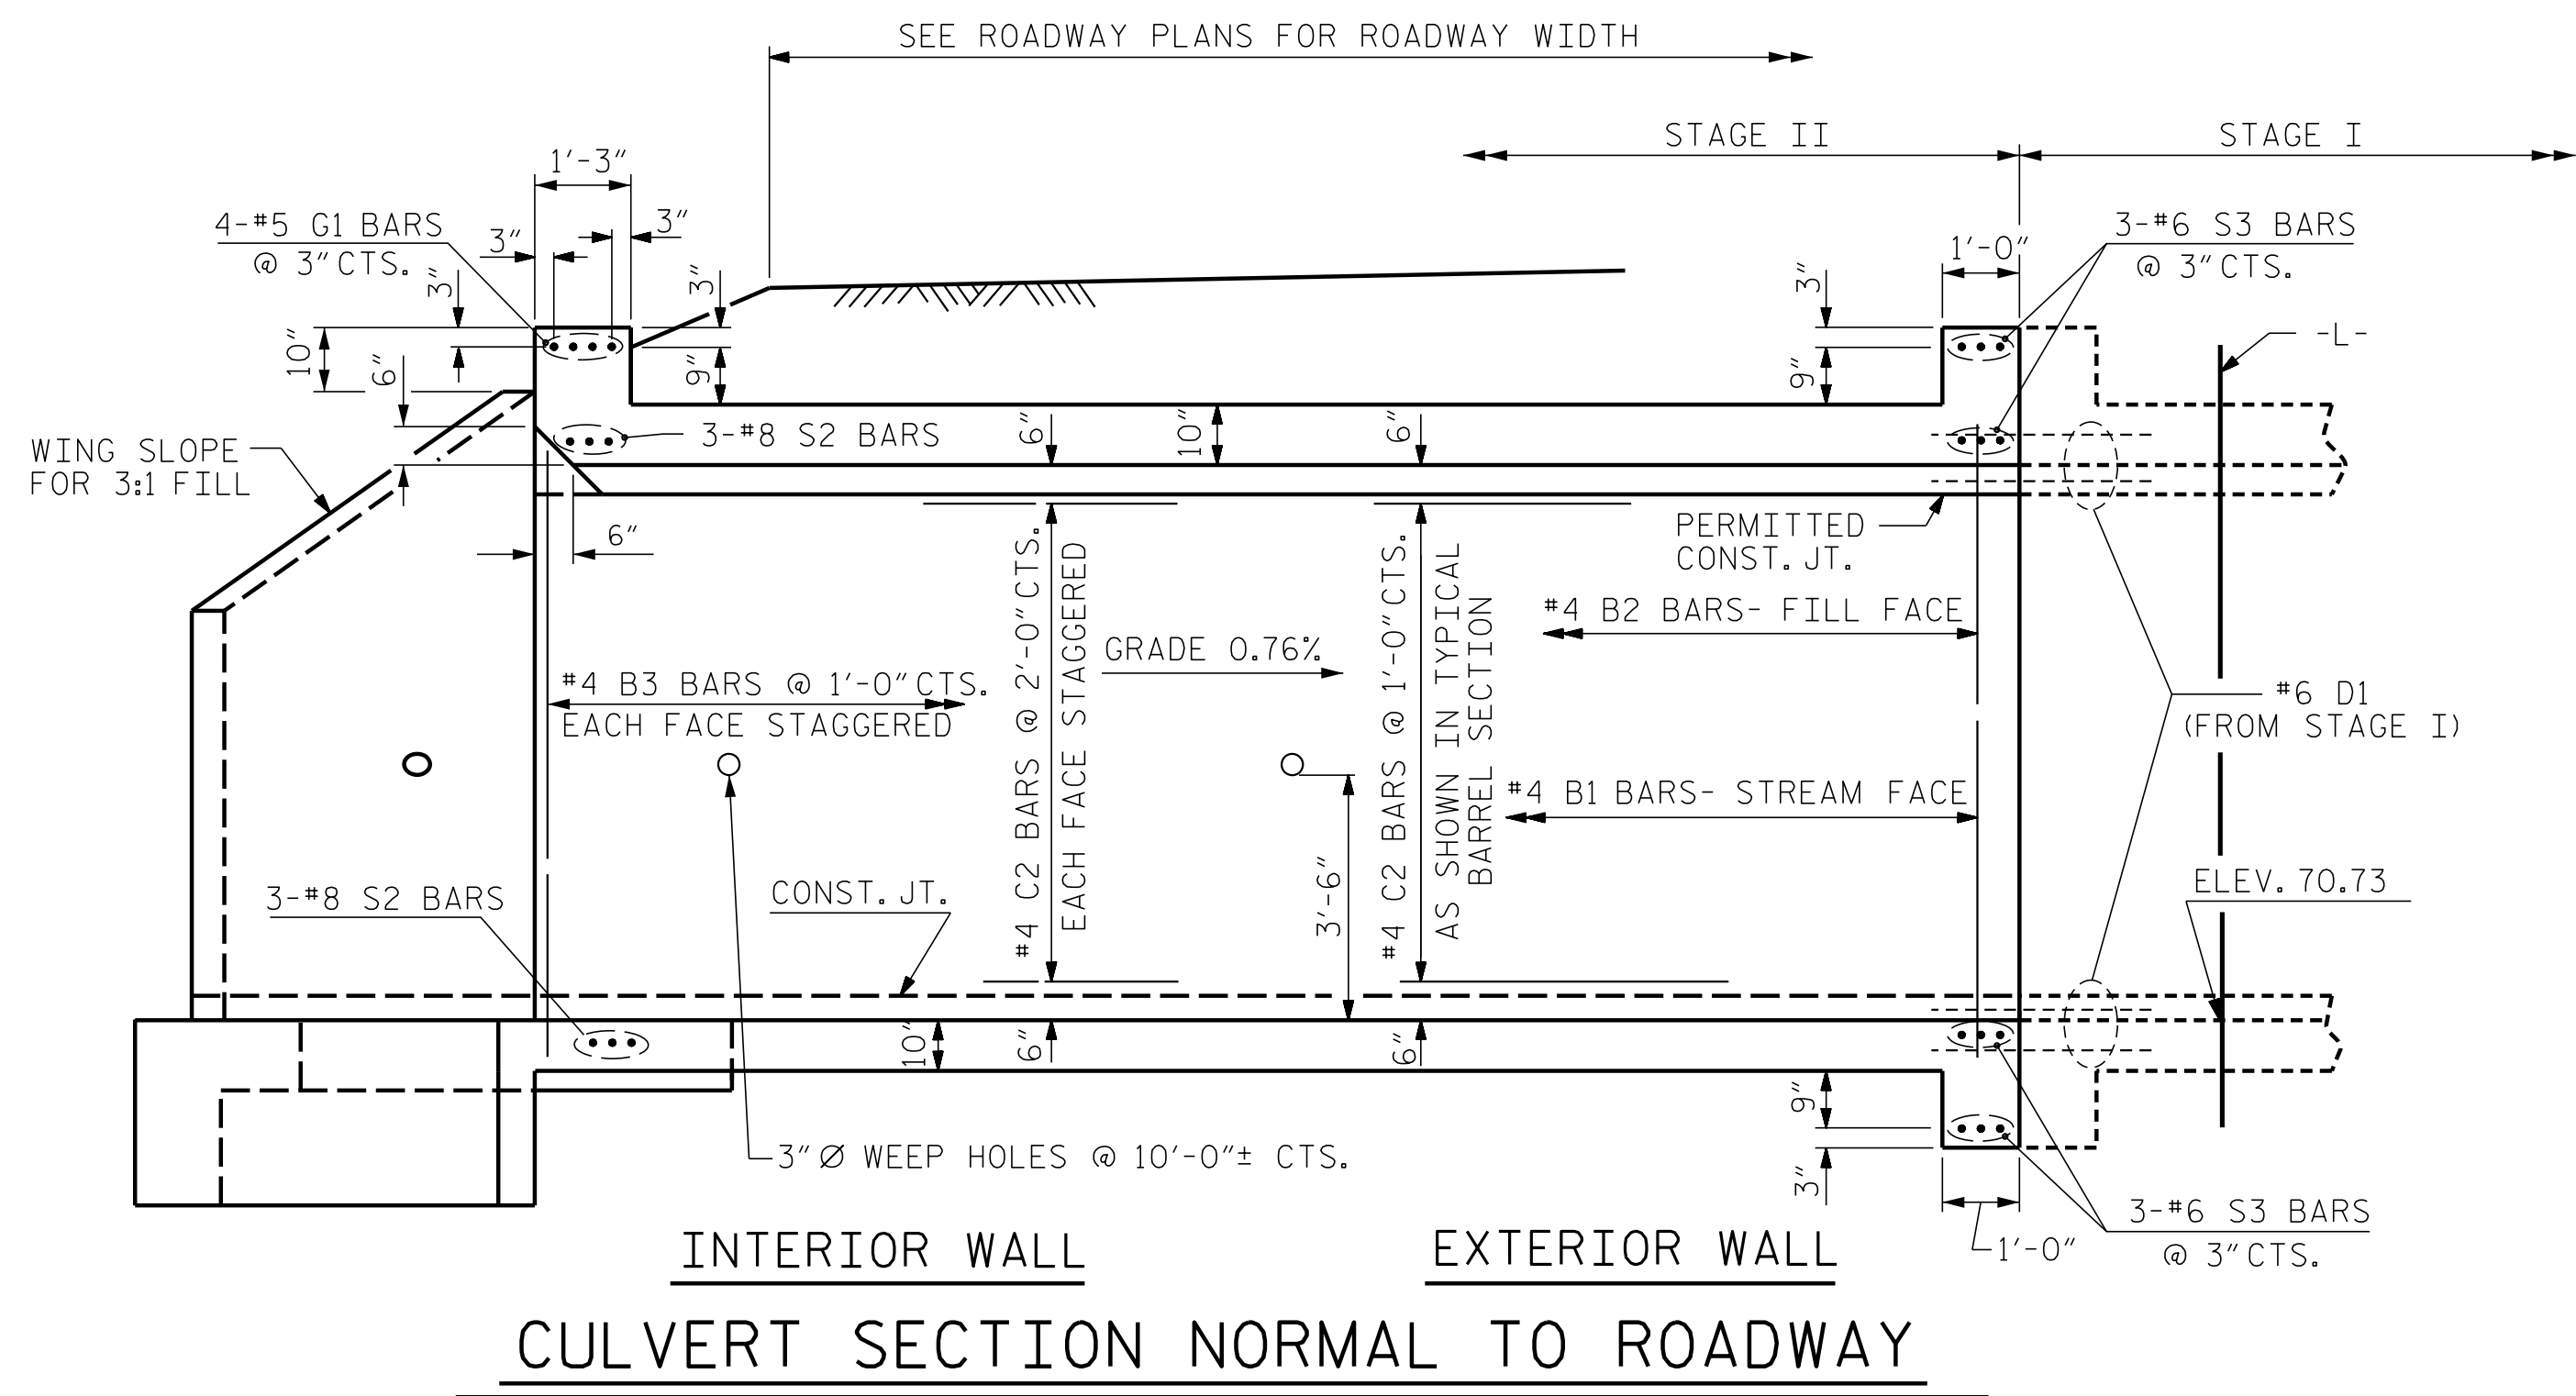 SEE ROADWAY PLANS FOR ROADWAY WIDTH
STAGE II
STAGE I
1'-3"
4-#5 G1 BARS
@ 3" CTS.
3"
3"
3"
3"
10"
6"
9"
1'-0"
3-#6 S3 BARS
@ 3" CTS.
3"
9"
-L-
WING SLOPE
FOR 3:1 FILL
3-#8 S2 BARS
6"
10"
6"
6"
PERMITTED
CONST. JT.
#4 C2 BARS @ 2'-0" CTS.
EACH FACE STAGGERED
#4 C2 BARS @ 1'-0" CTS.
AS SHOWN IN TYPICAL
BARREL SECTION
#4 B2 BARS- FILL FACE
GRADE 0.76%
#4 B3 BARS @ 1'-0" CTS.
EACH FACE STAGGERED
#6 D1
(FROM STAGE I)
#4 B1 BARS- STREAM FACE
3'-6"
3-#8 S2 BARS
CONST. JT.
ELEV. 70.73
10"
6"
6"
9"
3"
3" Ø WEEP HOLES @ 10'-0"± CTS.
3-#6 S3 BARS
@ 3" CTS.
1'-0"
INTERIOR WALL
EXTERIOR WALL
CULVERT SECTION NORMAL TO ROADWAY